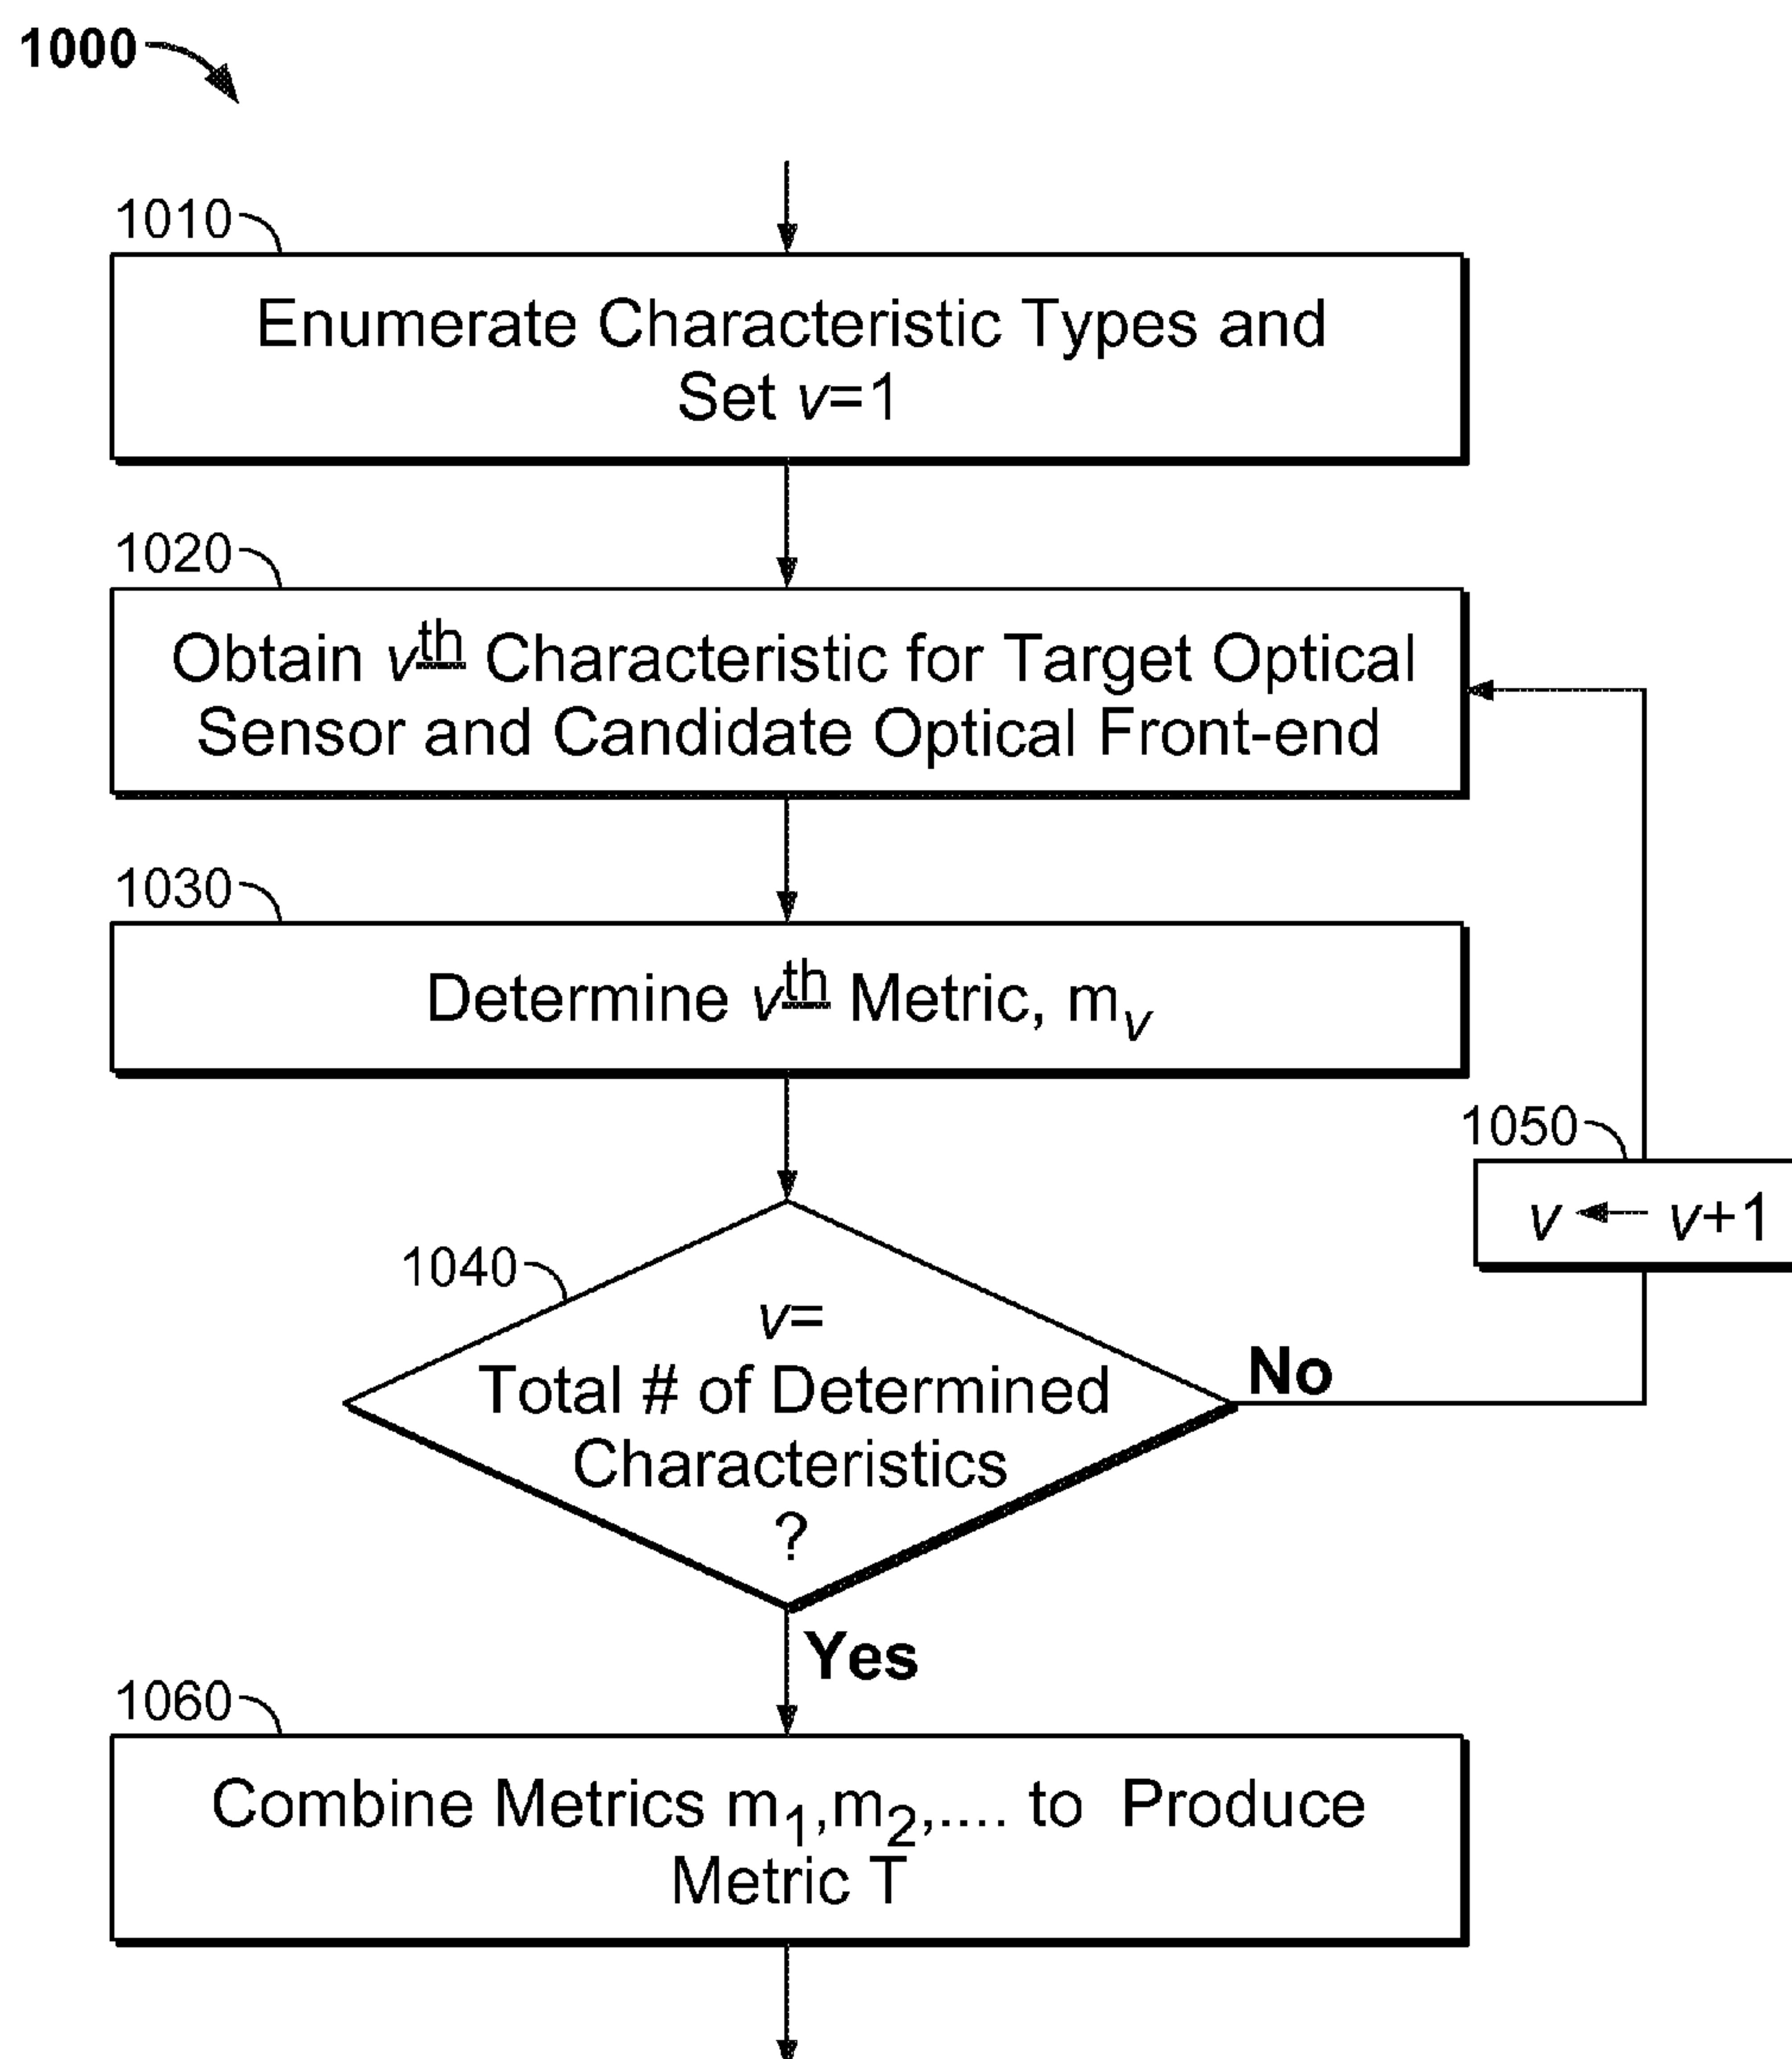 1000
1010
Enumerate Characteristic Types and
Set v=1
1020
Obtain vth Characteristic for Target Optical
Sensor and Candidate Optical Front-end
1030
Determine vth Metric, mv
1050
v ← v+1
1040
v=
Total # of Determined
Characteristics
?
No
Yes
1060
Combine Metrics m1,m2,.... to Produce
Metric T